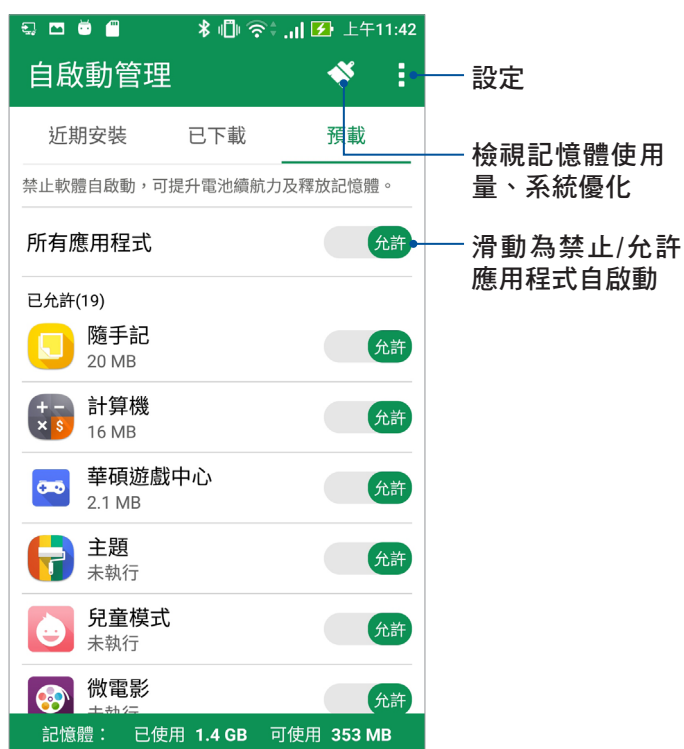 上午11:42
自啟動管理
設定
近期安裝 已下載 預載
檢視記憶體使用
量、系統優化
禁止軟體自啟動，可提升電池續航力及釋放記憶體。
所有應用程式 允許
滑動為禁止/允許
應用程式自啟動
已允許(19)
隨手記
20 MB
允許
計算機
16 MB
允許
華碩遊戲中心
2.1 MB
允許
主題
未執行
允許
兒童模式
未執行
允許
微電影
未執行
允許
記憶體： 已使用 1.4 GB 可使用 353 MB